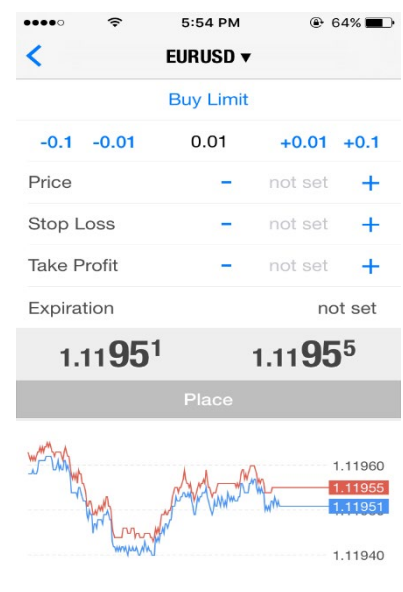 5:54 PM 64%
EURUSD ▼
Buy Limit
-0.1 -0.01 0.01 +0.01 +0.1
Price - not set +
Stop Loss - not set +
Take Profit - not set +
Expiration not set
1.11951 1.11955
Place
1.11960
1.11955
1.11951
1.11940